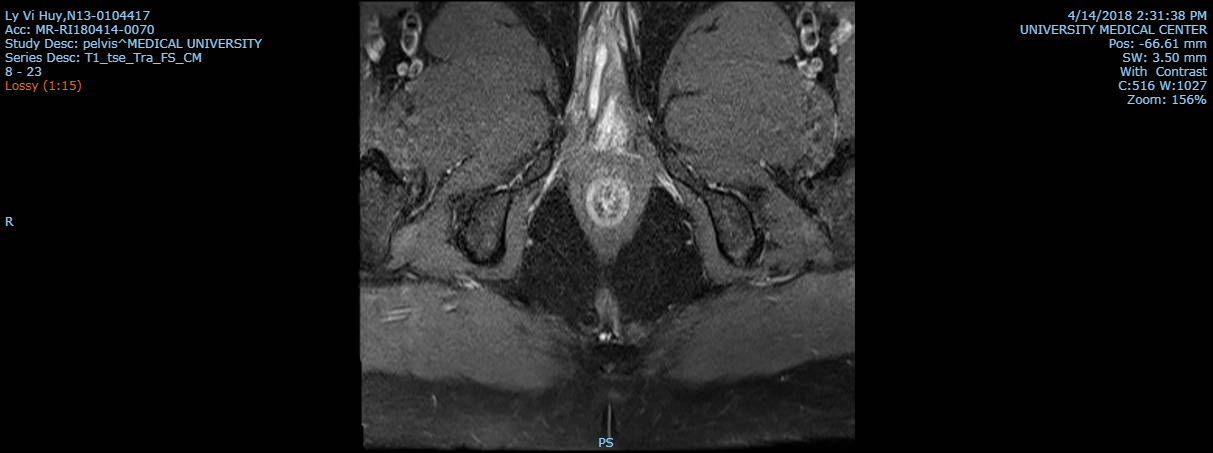 Ly Vi Huy,N13-0104417
Acc: MR-RI180414-0070
Study Desc: pelvis^MEDICAL UNIVERSITY
Series Desc: T1_tse_Tra_FS_CM
8 - 23
Lossy (1:15)
4/14/2018 2:31:38 PM
UNIVERSITY MEDICAL CENTER
Pos: -66.61 mm
SW: 3.50 mm
With Contrast
C:516 W:1027
Zoom: 156%
R
PS